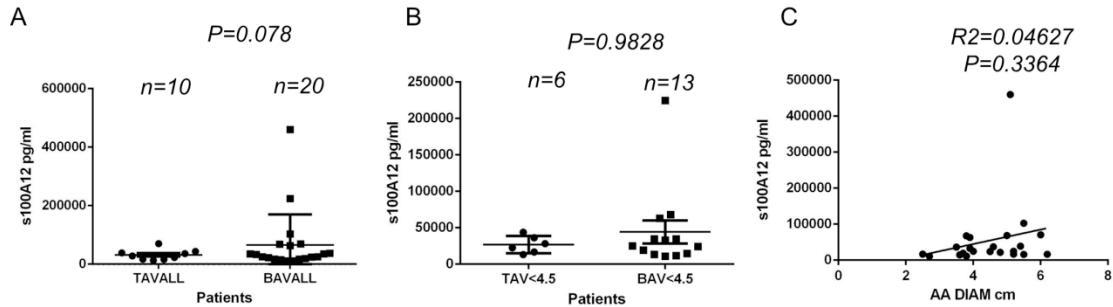 A
P=0.078
n=10
n=20
600000
400000
200000
0
s100A12 pg/ml
TAVALL
BAVALL
Patients
B
P=0.9828
n=6
n=13
250000
200000
150000
100000
50000
0
s100A12 pg/ml
TAV<4.5
BAV<4.5
Patients
C
R2=0.04627
P=0.3364
500000
400000
300000
200000
100000
0
s100A12 pg/ml
0
2
4
6
8
AA DIAM cm